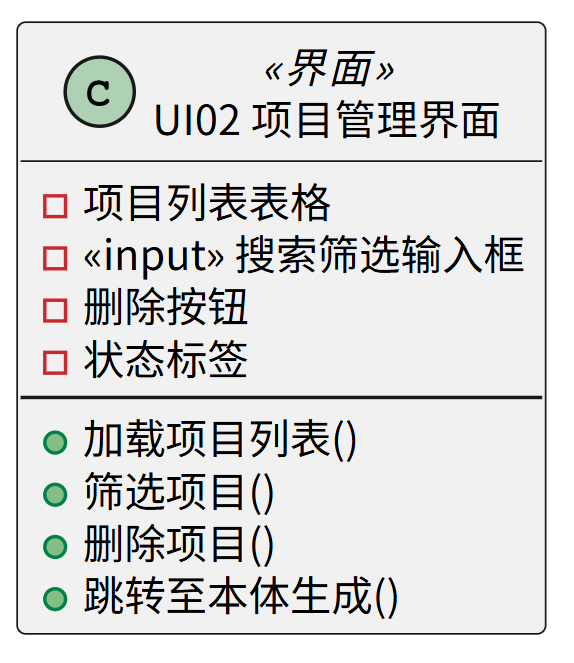 C
«界面»
UI02 项目管理界面
项目列表表格
«input» 搜索筛选输入框
删除按钮
状态标签
加载项目列表()
筛选项目()
删除项目()
跳转至本体生成()